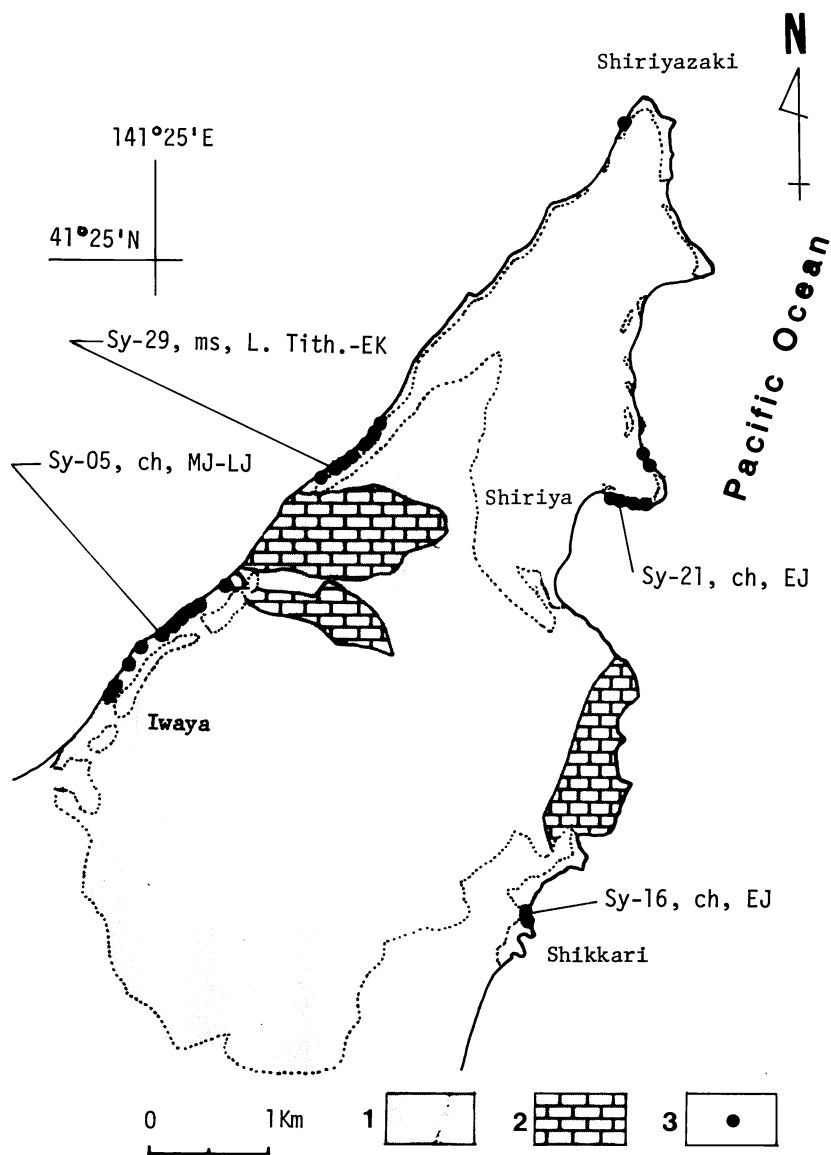 N
Shiriyazaki
141°25'E
41°25'N
Pacific Ocean
Sy-29, ms, L. Tith.-EK
Sy-05, ch, MJ-LJ
Shiriya
Sy-21, ch, EJ
Iwaya
Sy-16, ch, EJ
Shikkari
0 1Km 1 2 3